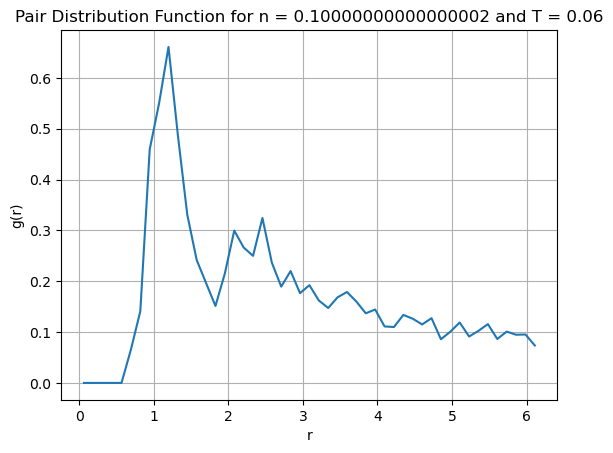 Pair Distribution Function for n = 0.10000000000000002 and T = 0.06
g(r)
0.6
0.5
0.4
0.3
0.2
0.1
0.0
0 1 2 3 4 5 6
r